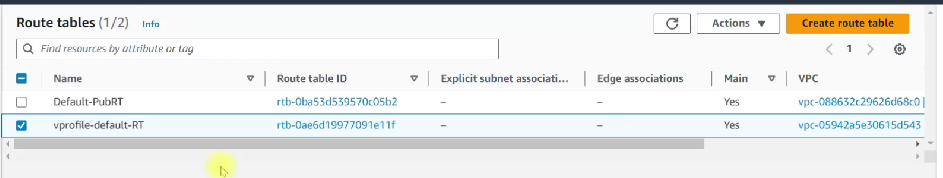 Route tables (1/2) Info Actions Create route table
Find resources by attribute or tag 1
Name Route table ID Explicit subnet associati... Edge associations Main VPC
Default-PubRT rtb-0ba53d539570c05b2 – – Yes vpc-088632c29626d68c0 |
vprofile-default-RT rtb-0ae6d19977091e11f – – Yes vpc-05942a5e30615d543